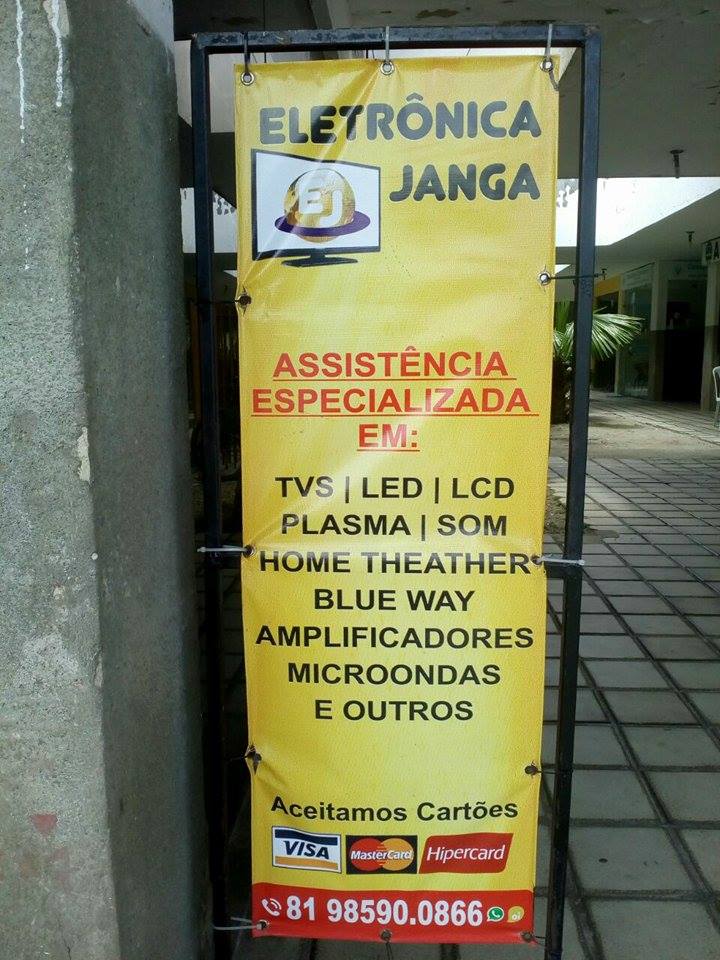 ELETRÔNICA
JANGA
EJ
ASSISTÊNCIA
ESPECIALIZADA
EM:
TVS | LED | LCD
PLASMA | SOM
HOME THEATHER
BLUE WAY
AMPLIFICADORES
MICROONDAS
E OUTROS
Aceitamos Cartões
VISA MasterCard Hipercard
81 98590.0866 oi